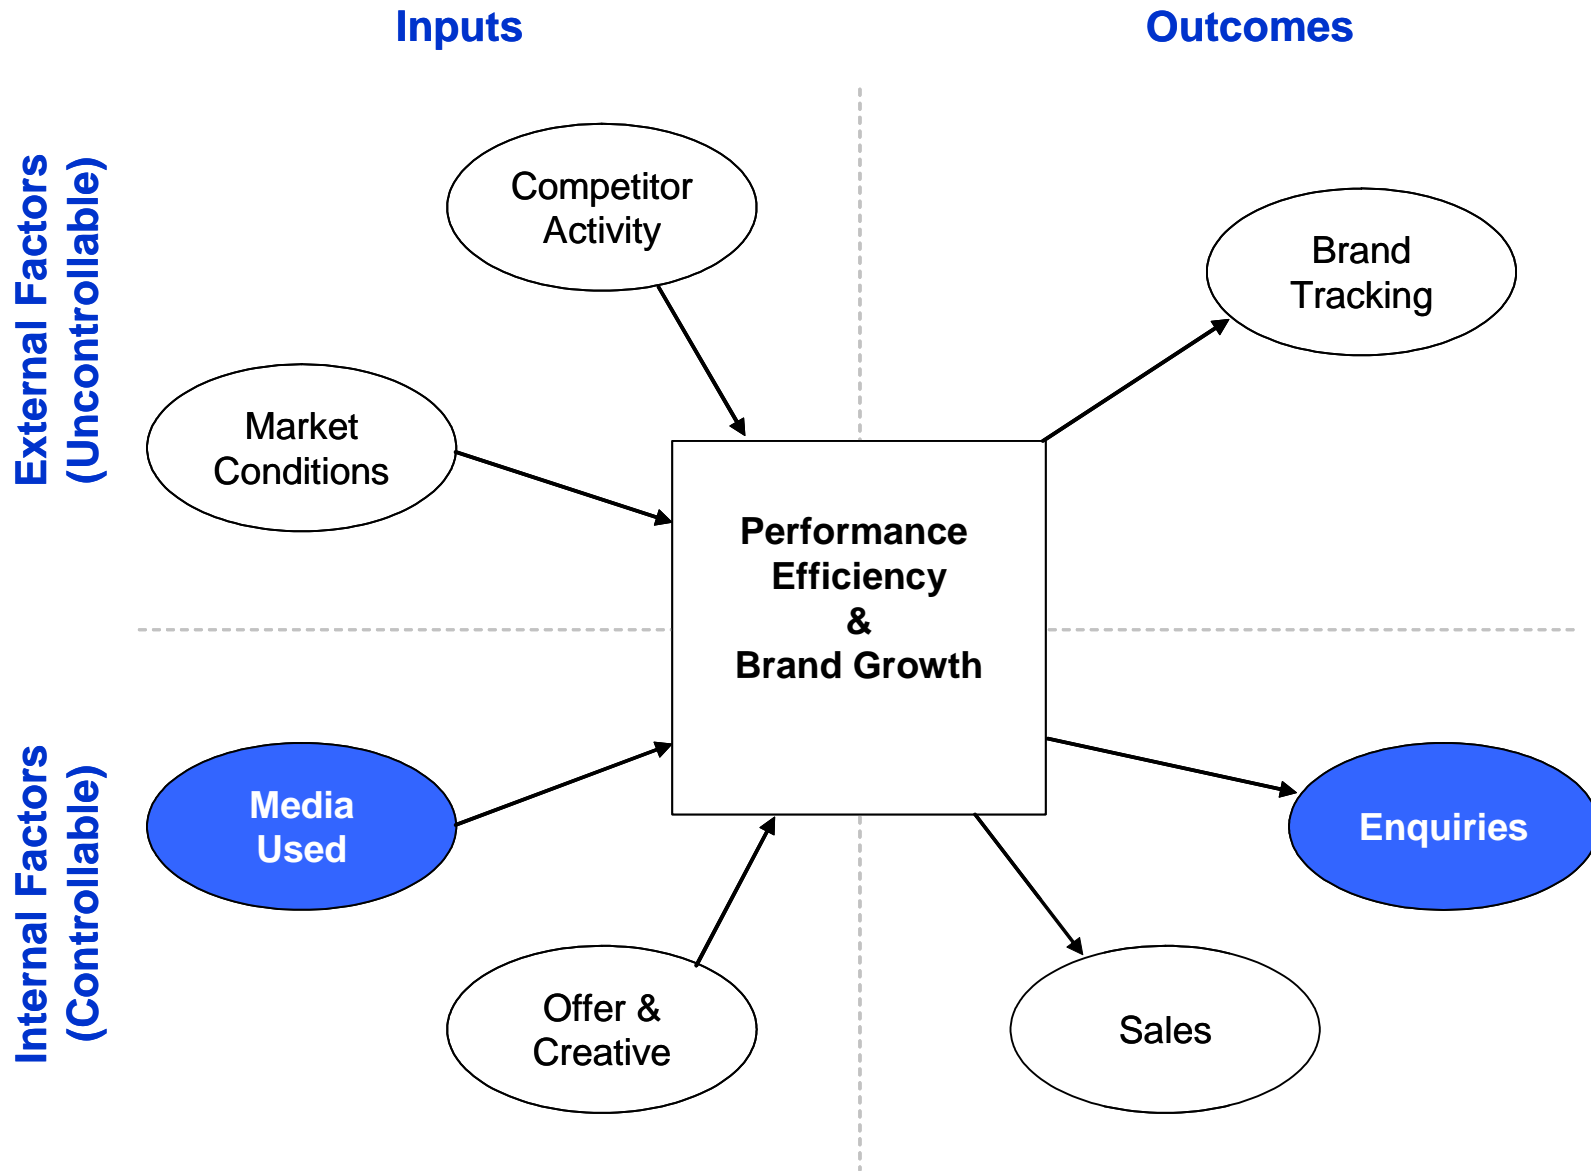 Inputs
Outcomes
External Factors
(Uncontrollable)
Competitor
Activity
Brand
Tracking
Market
Conditions
Performance
Efficiency
&
Brand Growth
Internal Factors
(Controllable)
Media
Used
Enquiries
Offer &
Creative
Sales